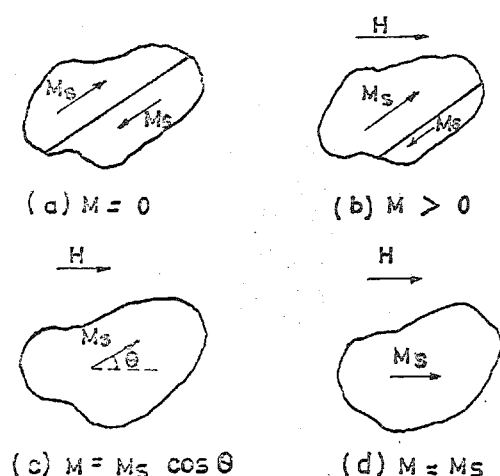 H
Ms
Ms
Ms
Ms
(a) M = 0
(b) M > 0
H
H
Ms
θ
Ms
(c) M = Ms cos θ
(d) M = Ms